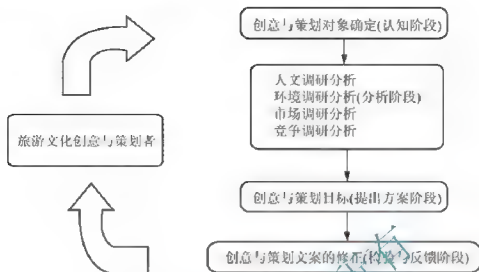 创意与策划对象确定(认知阶段)
人文调研分析
环境调研分析(分析阶段)
市场调研分析
竞争调研分析
旅游文化创意与策划者
创意与策划目标(提出方案阶段)
创意与策划文案的修正(检验与反馈阶段)